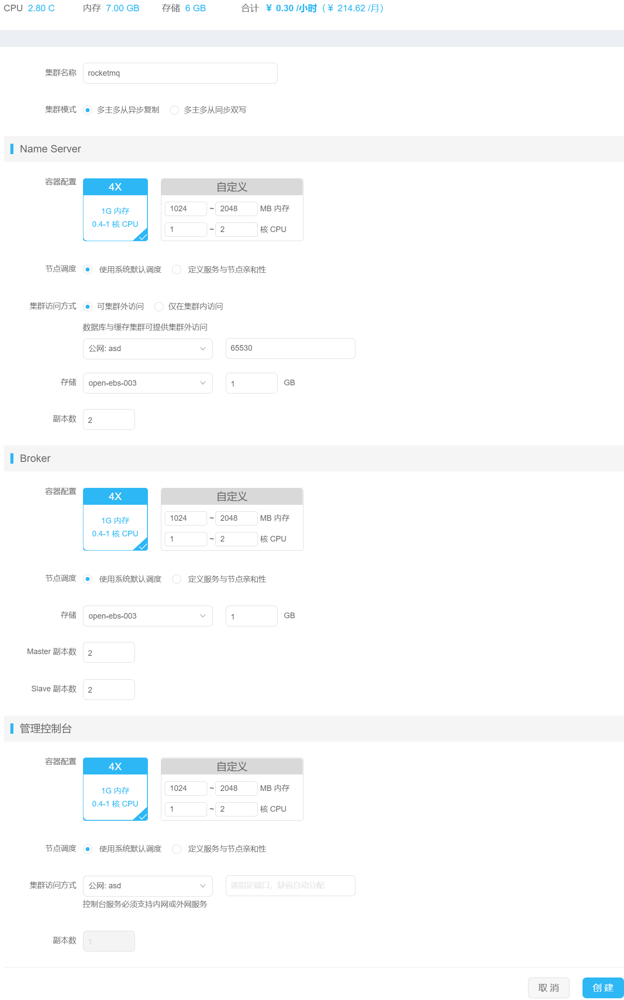 CPU 2.80 C 内存 7.00 GB 存储 6 GB 合计 ¥ 0.30 /小时（¥ 214.62 /月）
集群名称 rocketmq
集群模式 多主多从异步复制 多主多从同步双写
Name Server
容器配置 4X 自定义
1G 内存 1024 ~ 2048 MB 内存
0.4-1 核 CPU 1 ~ 2 核 CPU
节点调度 使用系统默认调度 定义服务与节点亲和性
集群访问方式 可集群外访问 仅在集群内访问
数据库与缓存集群可提供集群外访问
公网: asd 65530
存储 open-ebs-003 1 GB
副本数 2
Broker
容器配置 4X 自定义
1G 内存 1024 ~ 2048 MB 内存
0.4-1 核 CPU 1 ~ 2 核 CPU
节点调度 使用系统默认调度 定义服务与节点亲和性
存储 open-ebs-003 1 GB
Master 副本数 2
Slave 副本数 2
管理控制台
容器配置 4X 自定义
1G 内存 1024 ~ 2048 MB 内存
0.4-1 核 CPU 1 ~ 2 核 CPU
节点调度 使用系统默认调度 定义服务与节点亲和性
集群访问方式 公网: asd 请指定端口，缺省自动分配
控制台服务必须支持内网或外网服务
副本数 1
取 消 创 建